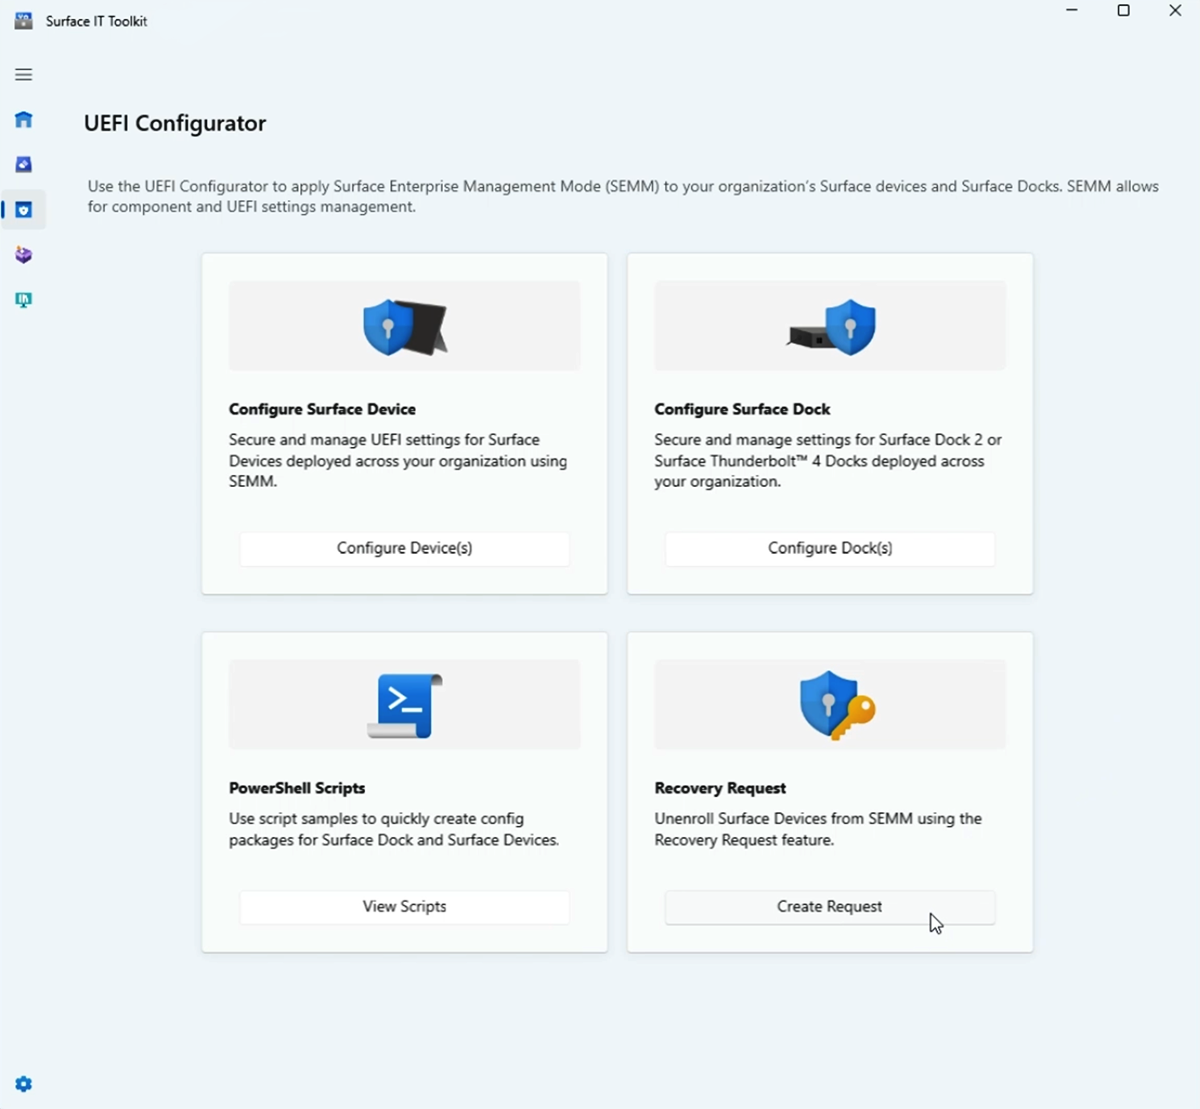 Surface IT Toolkit
UEFI Configurator
Use the UEFI Configurator to apply Surface Enterprise Management Mode (SEMM) to your organization's Surface devices and Surface Docks. SEMM allows
for component and UEFI settings management.
Configure Surface Device
Secure and manage UEFI settings for Surface
Devices deployed across your organization using
SEMM.
Configure Device(s)
Configure Surface Dock
Secure and manage settings for Surface Dock 2 or
Surface Thunderbolt™ 4 Docks deployed across
your organization.
Configure Dock(s)
PowerShell Scripts
Use script samples to quickly create config
packages for Surface Dock and Surface Devices.
View Scripts
Recovery Request
Unenroll Surface Devices from SEMM using the
Recovery Request feature.
Create Request